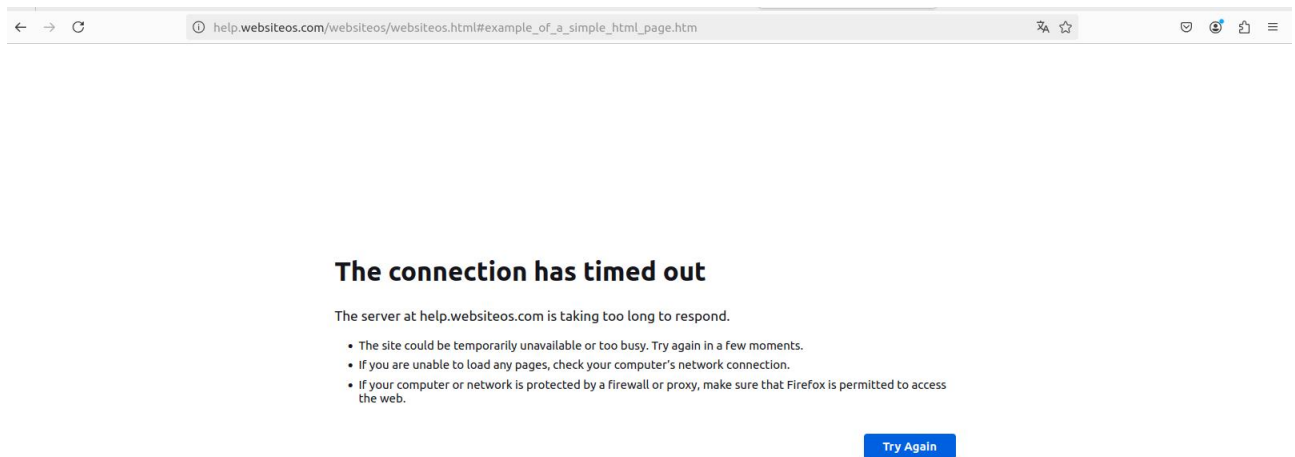 help.websiteos.com/websiteos/websiteos.html#example_of_a_simple_html_page.htm
The connection has timed out
The server at help.websiteos.com is taking too long to respond.
• The site could be temporarily unavailable or too busy. Try again in a few moments.
• If you are unable to load any pages, check your computer’s network connection.
• If your computer or network is protected by a firewall or proxy, make sure that Firefox is permitted to access
the web.
Try Again